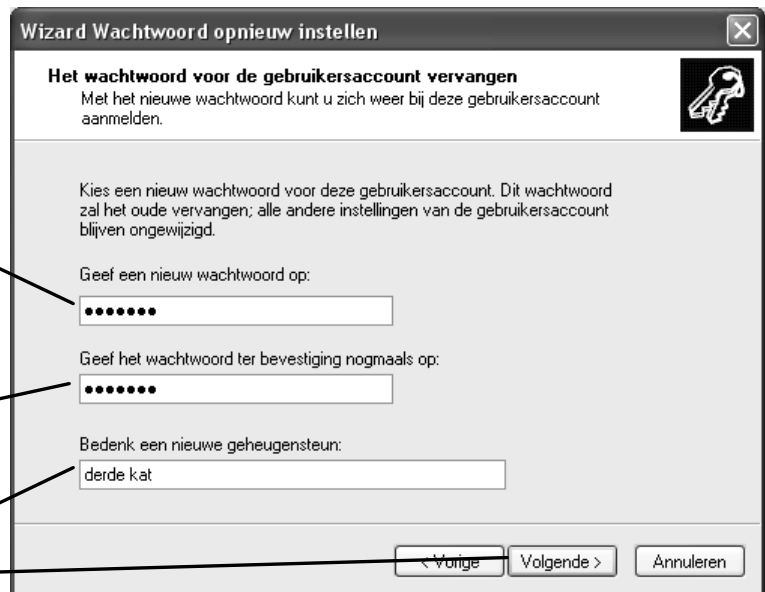 Wizard Wachtwoord opnieuw instellen
Het wachtwoord voor de gebruikersaccount vervangen
Met het nieuwe wachtwoord kunt u zich weer bij deze gebruikersaccount
aanmelden.
Kies een nieuw wachtwoord voor deze gebruikersaccount. Dit wachtwoord
zal het oude vervangen; alle andere instellingen van de gebruikersaccount
blijven ongewijzigd.
Geef een nieuw wachtwoord op:
•••••••
Geef het wachtwoord ter bevestiging nogmaals op:
•••••••
Bedenk een nieuwe geheugensteun:
derde kat
< Vorige Volgende > Annuleren